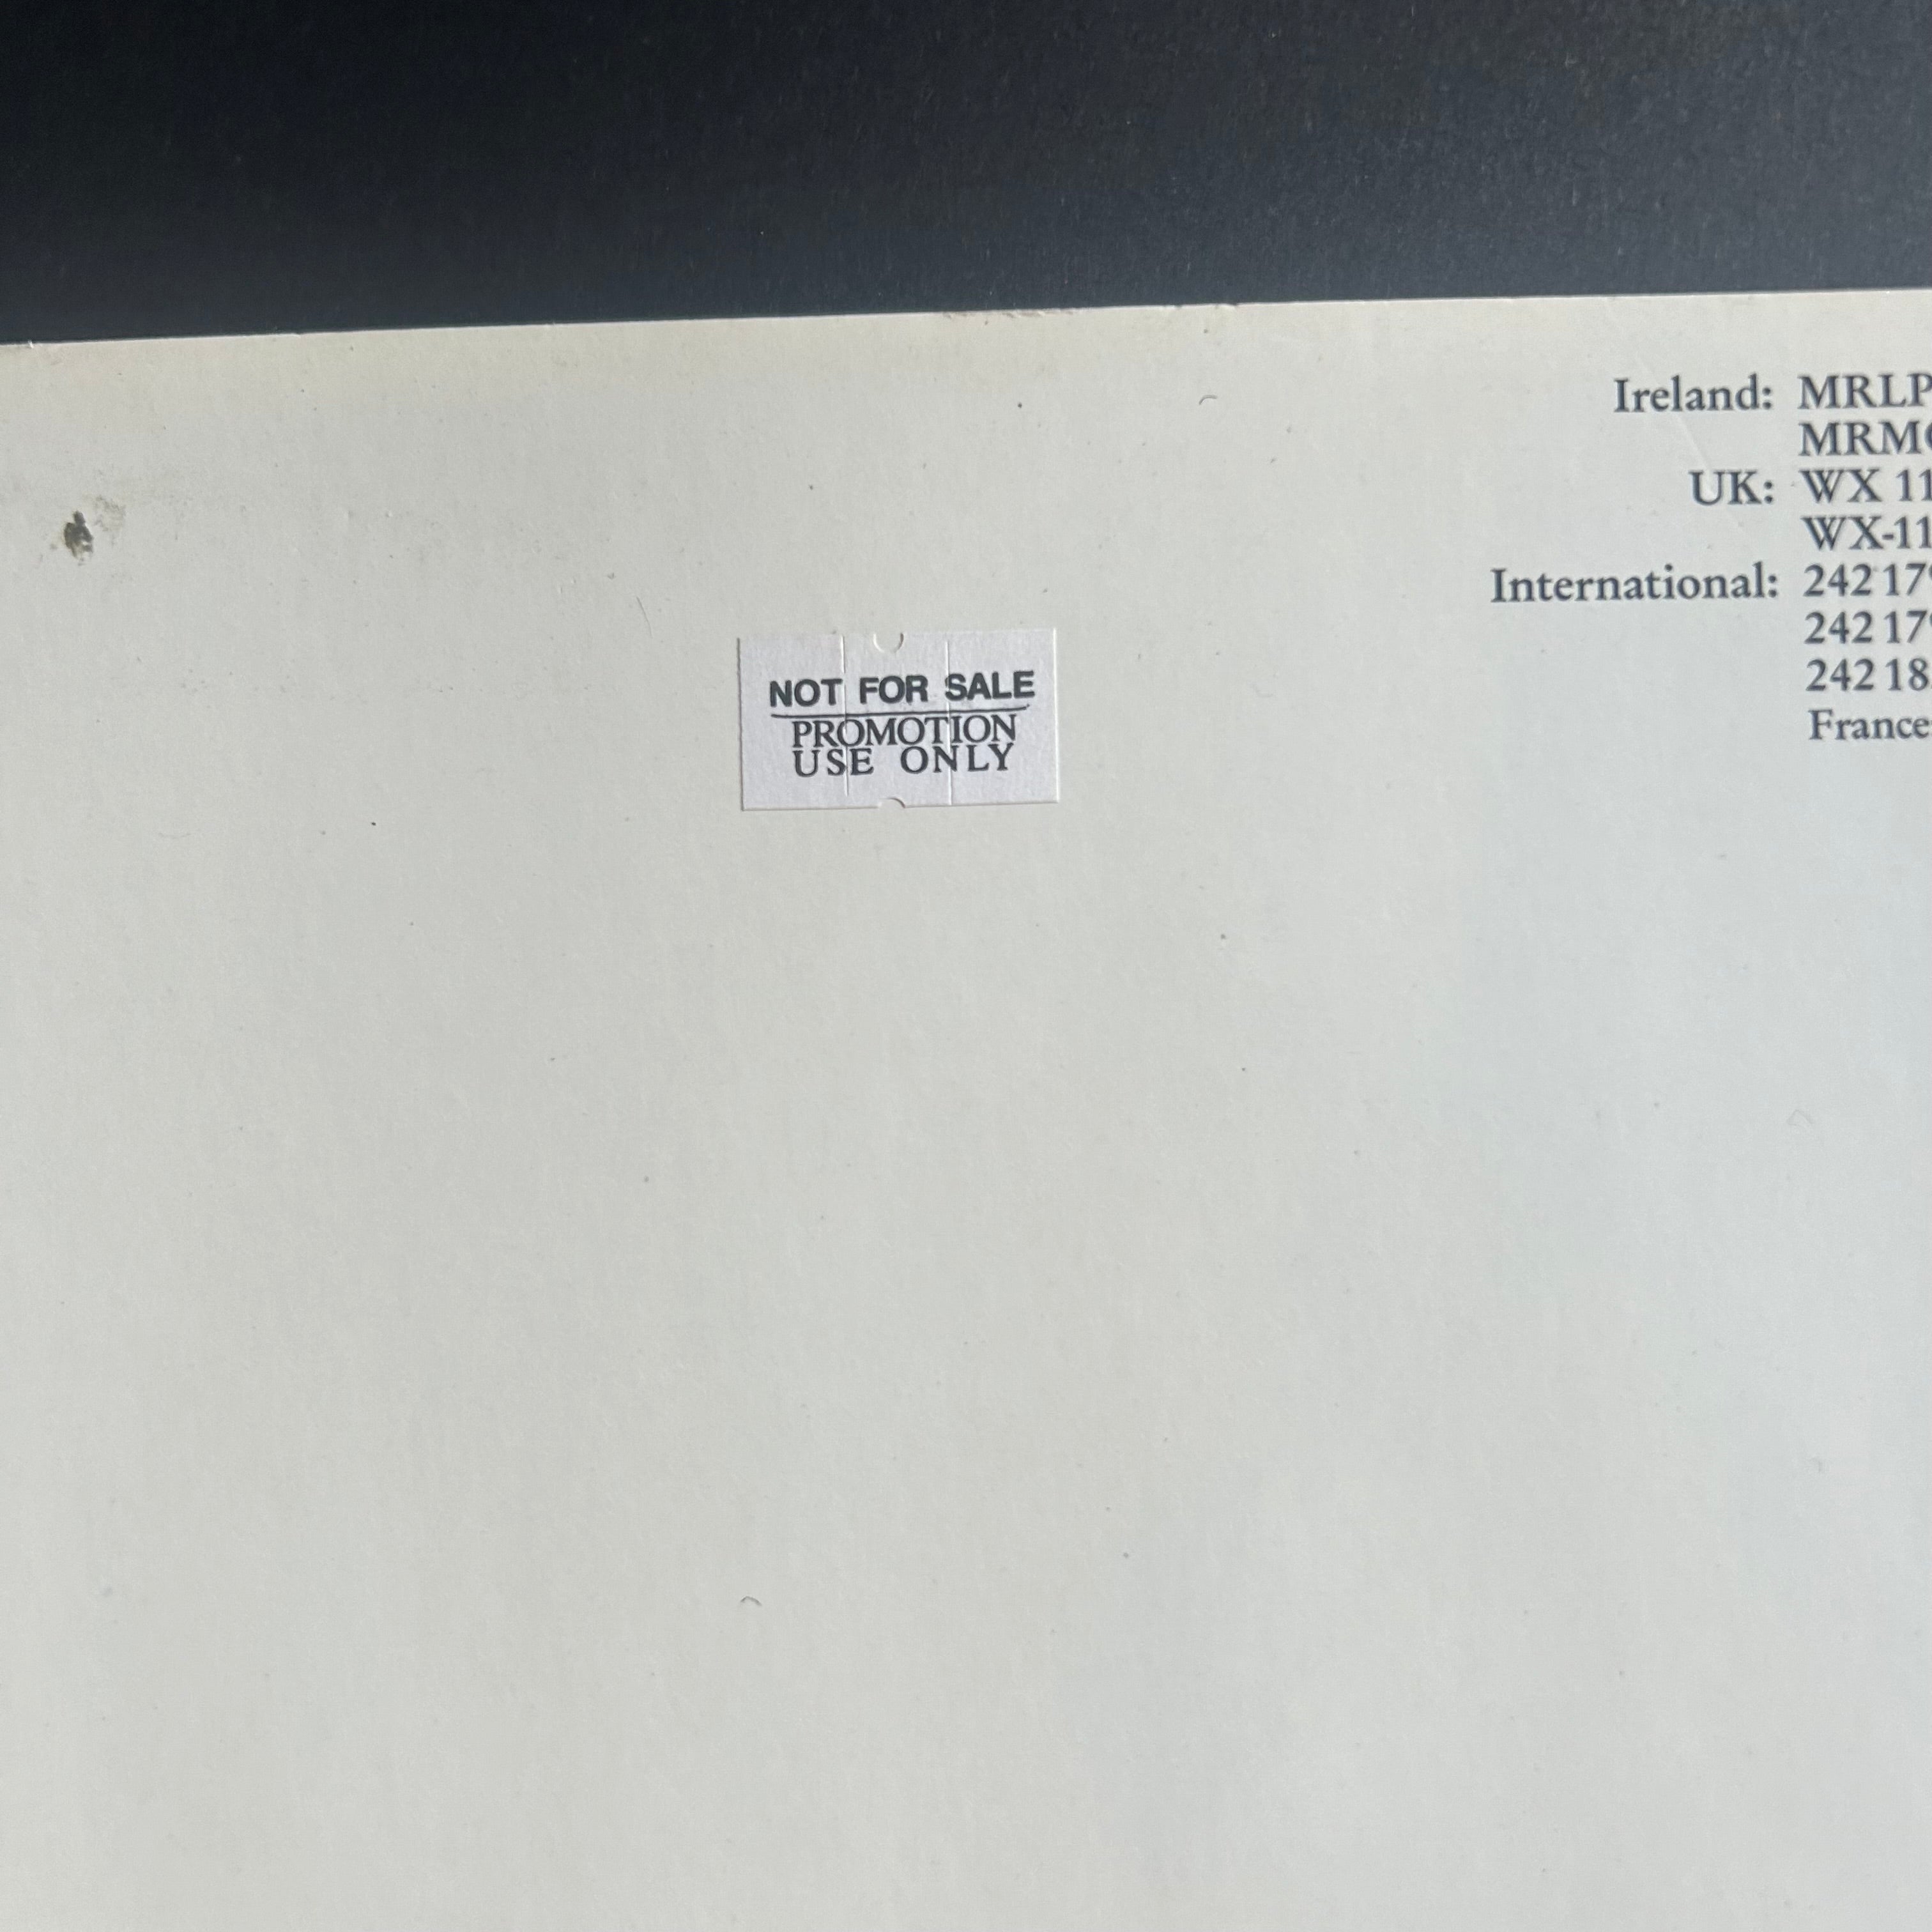 Ireland: MRLP
MRM
UK: WX 11
WX-11
International: 242 17
242 17
242 18
France
NOT FOR SALE
PROMOTION
USE ONLY